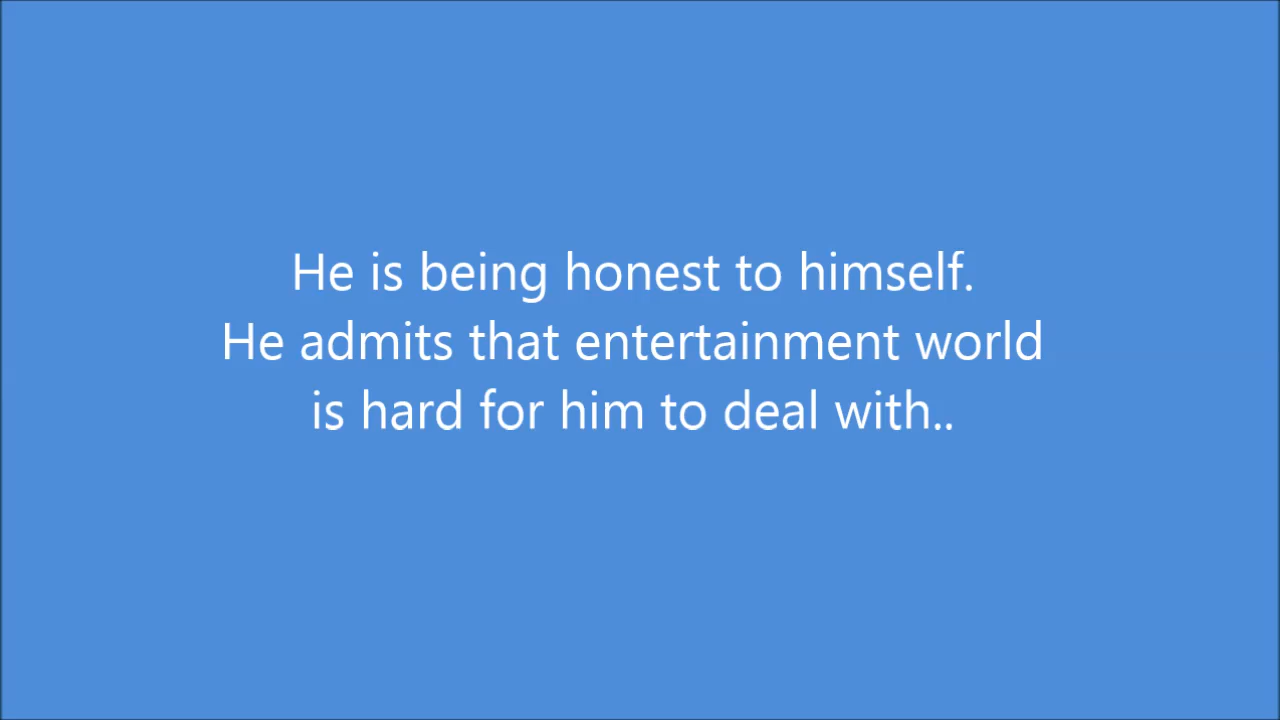 He is being honest to himself.
He admits that entertainment world
is hard for him to deal with..